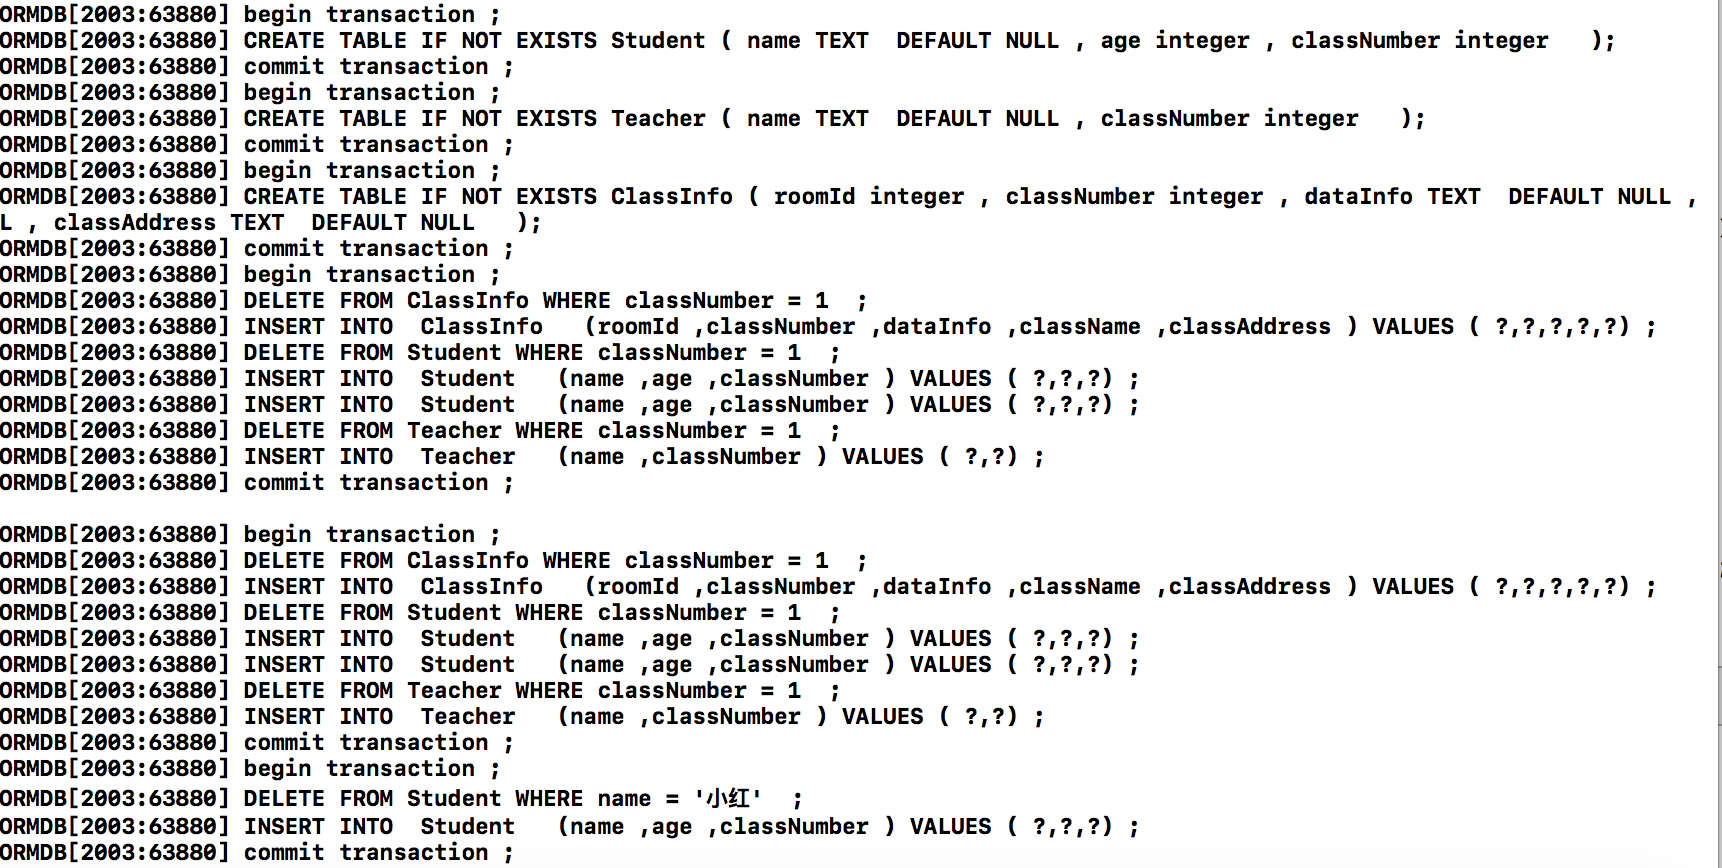 ORMDB[2003:63880] begin transaction ;
ORMDB[2003:63880] CREATE TABLE IF NOT EXISTS Student ( name TEXT  DEFAULT NULL , age integer , classNumber integer   );
ORMDB[2003:63880] commit transaction ;
ORMDB[2003:63880] begin transaction ;
ORMDB[2003:63880] CREATE TABLE IF NOT EXISTS Teacher ( name TEXT  DEFAULT NULL , classNumber integer   );
ORMDB[2003:63880] commit transaction ;
ORMDB[2003:63880] begin transaction ;
ORMDB[2003:63880] CREATE TABLE IF NOT EXISTS ClassInfo ( roomId integer , classNumber integer , dataInfo TEXT  DEFAULT NULL ,
L , classAddress TEXT  DEFAULT NULL   );
ORMDB[2003:63880] commit transaction ;
ORMDB[2003:63880] begin transaction ;
ORMDB[2003:63880] DELETE FROM ClassInfo WHERE classNumber = 1  ;
ORMDB[2003:63880] INSERT INTO  ClassInfo   (roomId ,classNumber ,dataInfo ,className ,classAddress ) VALUES ( ?,?,?,?,?) ;
ORMDB[2003:63880] DELETE FROM Student WHERE classNumber = 1  ;
ORMDB[2003:63880] INSERT INTO  Student   (name ,age ,classNumber ) VALUES ( ?,?,?) ;
ORMDB[2003:63880] INSERT INTO  Student   (name ,age ,classNumber ) VALUES ( ?,?,?) ;
ORMDB[2003:63880] DELETE FROM Teacher WHERE classNumber = 1  ;
ORMDB[2003:63880] INSERT INTO  Teacher   (name ,classNumber ) VALUES ( ?,?) ;
ORMDB[2003:63880] commit transaction ;
ORMDB[2003:63880] begin transaction ;
ORMDB[2003:63880] DELETE FROM ClassInfo WHERE classNumber = 1  ;
ORMDB[2003:63880] INSERT INTO  ClassInfo   (roomId ,classNumber ,dataInfo ,className ,classAddress ) VALUES ( ?,?,?,?,?) ;
ORMDB[2003:63880] DELETE FROM Student WHERE classNumber = 1  ;
ORMDB[2003:63880] INSERT INTO  Student   (name ,age ,classNumber ) VALUES ( ?,?,?) ;
ORMDB[2003:63880] INSERT INTO  Student   (name ,age ,classNumber ) VALUES ( ?,?,?) ;
ORMDB[2003:63880] DELETE FROM Teacher WHERE classNumber = 1  ;
ORMDB[2003:63880] INSERT INTO  Teacher   (name ,classNumber ) VALUES ( ?,?) ;
ORMDB[2003:63880] commit transaction ;
ORMDB[2003:63880] begin transaction ;
ORMDB[2003:63880] DELETE FROM Student WHERE name = '小红'  ;
ORMDB[2003:63880] INSERT INTO  Student   (name ,age ,classNumber ) VALUES ( ?,?,?) ;
ORMDB[2003:63880] commit transaction ;